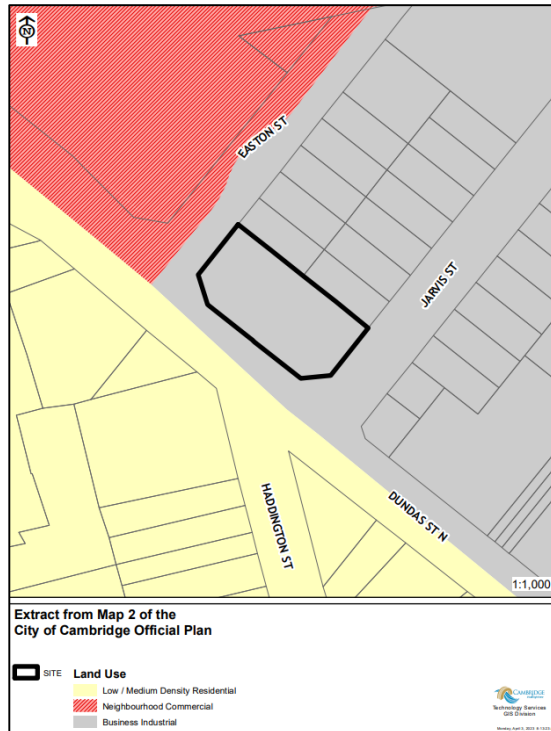 N
EASTON ST
JARVIS ST
HADDINGTON ST
DUNDAS ST N
1:1,000
Extract from Map 2 of the
City of Cambridge Official Plan
SITE
Land Use
Low / Medium Density Residential
Neighbourhood Commercial
Business Industrial
CAMBRIDGE
Technology Services
GIS Division